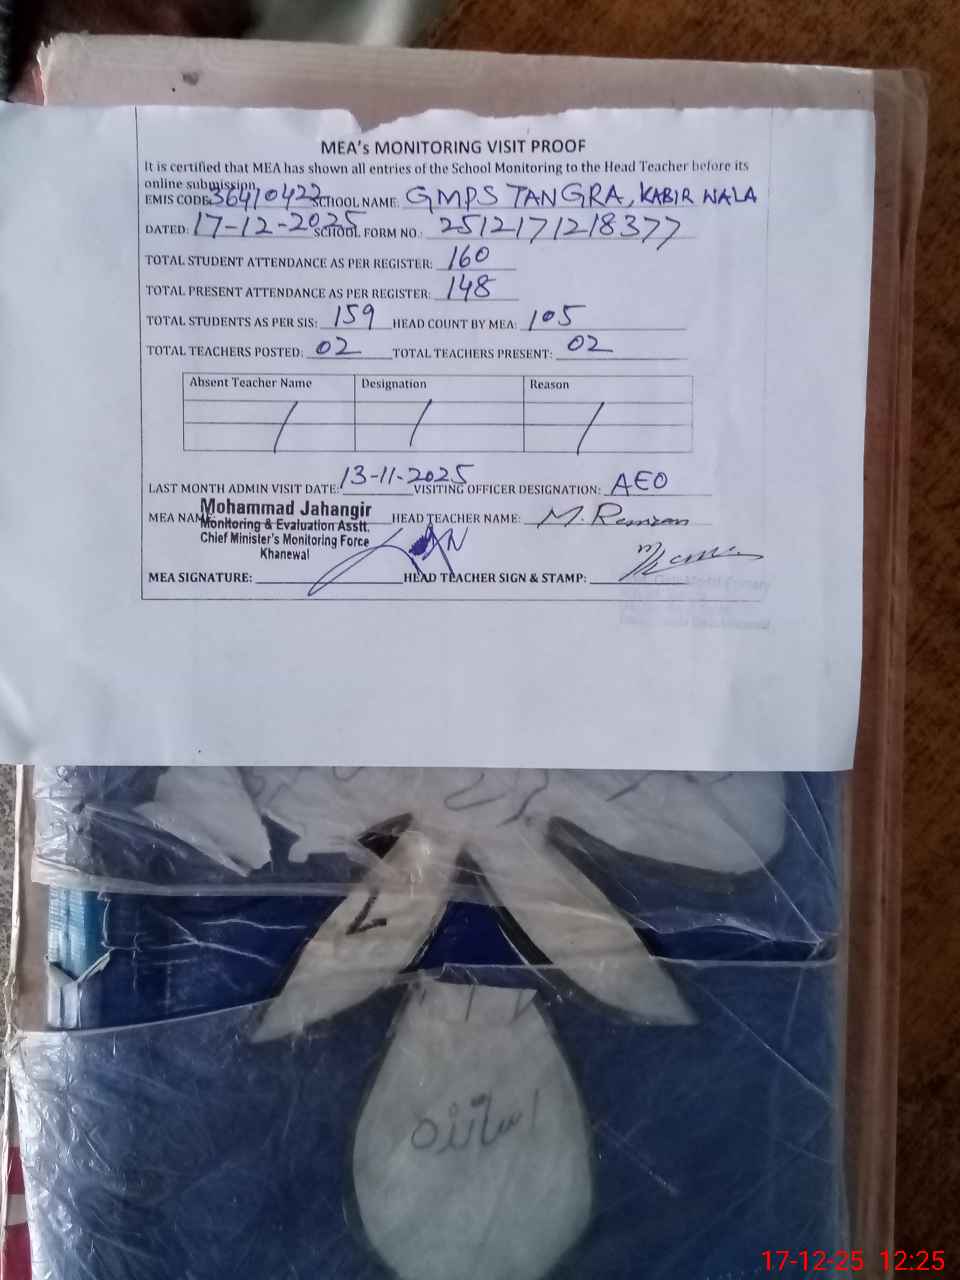 MEA's MONITORING VISIT PROOF
It is certified that MEA has shown all entries of the School Monitoring to the Head Teacher before its
online submission
EMIS CODE: 36410422 SCHOOL NAME: GMPS TANGRA, KABIR WALA
DATED: 17-12-2025 SCHOOL FORM NO.: 2512171218377
TOTAL STUDENT ATTENDANCE AS PER REGISTER: 160
TOTAL PRESENT ATTENDANCE AS PER REGISTER: 148
TOTAL STUDENTS AS PER SIS: 159 HEAD COUNT BY MEA: 105
TOTAL TEACHERS POSTED: 02 TOTAL TEACHERS PRESENT: 02
Absent Teacher Name Designation Reason
LAST MONTH ADMIN VISIT DATE: 13-11-2025 VISITING OFFICER DESIGNATION: AEO
MEA NAME Mohammad Jahangir HEAD TEACHER NAME: M. Ramzan
Monitoring & Evaluation Asstt.
Chief Minister's Monitoring Force
Khanewal
MEA SIGNATURE: HEAD TEACHER SIGN & STAMP:
اساتذہ
17-12-25 12:25